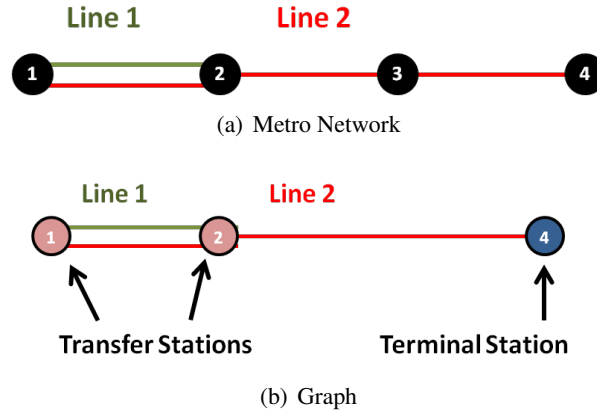 Line 1 Line 2
1 2 3 4
(a) Metro Network
Line 1 Line 2
1 2 4
Transfer Stations Terminal Station
(b) Graph